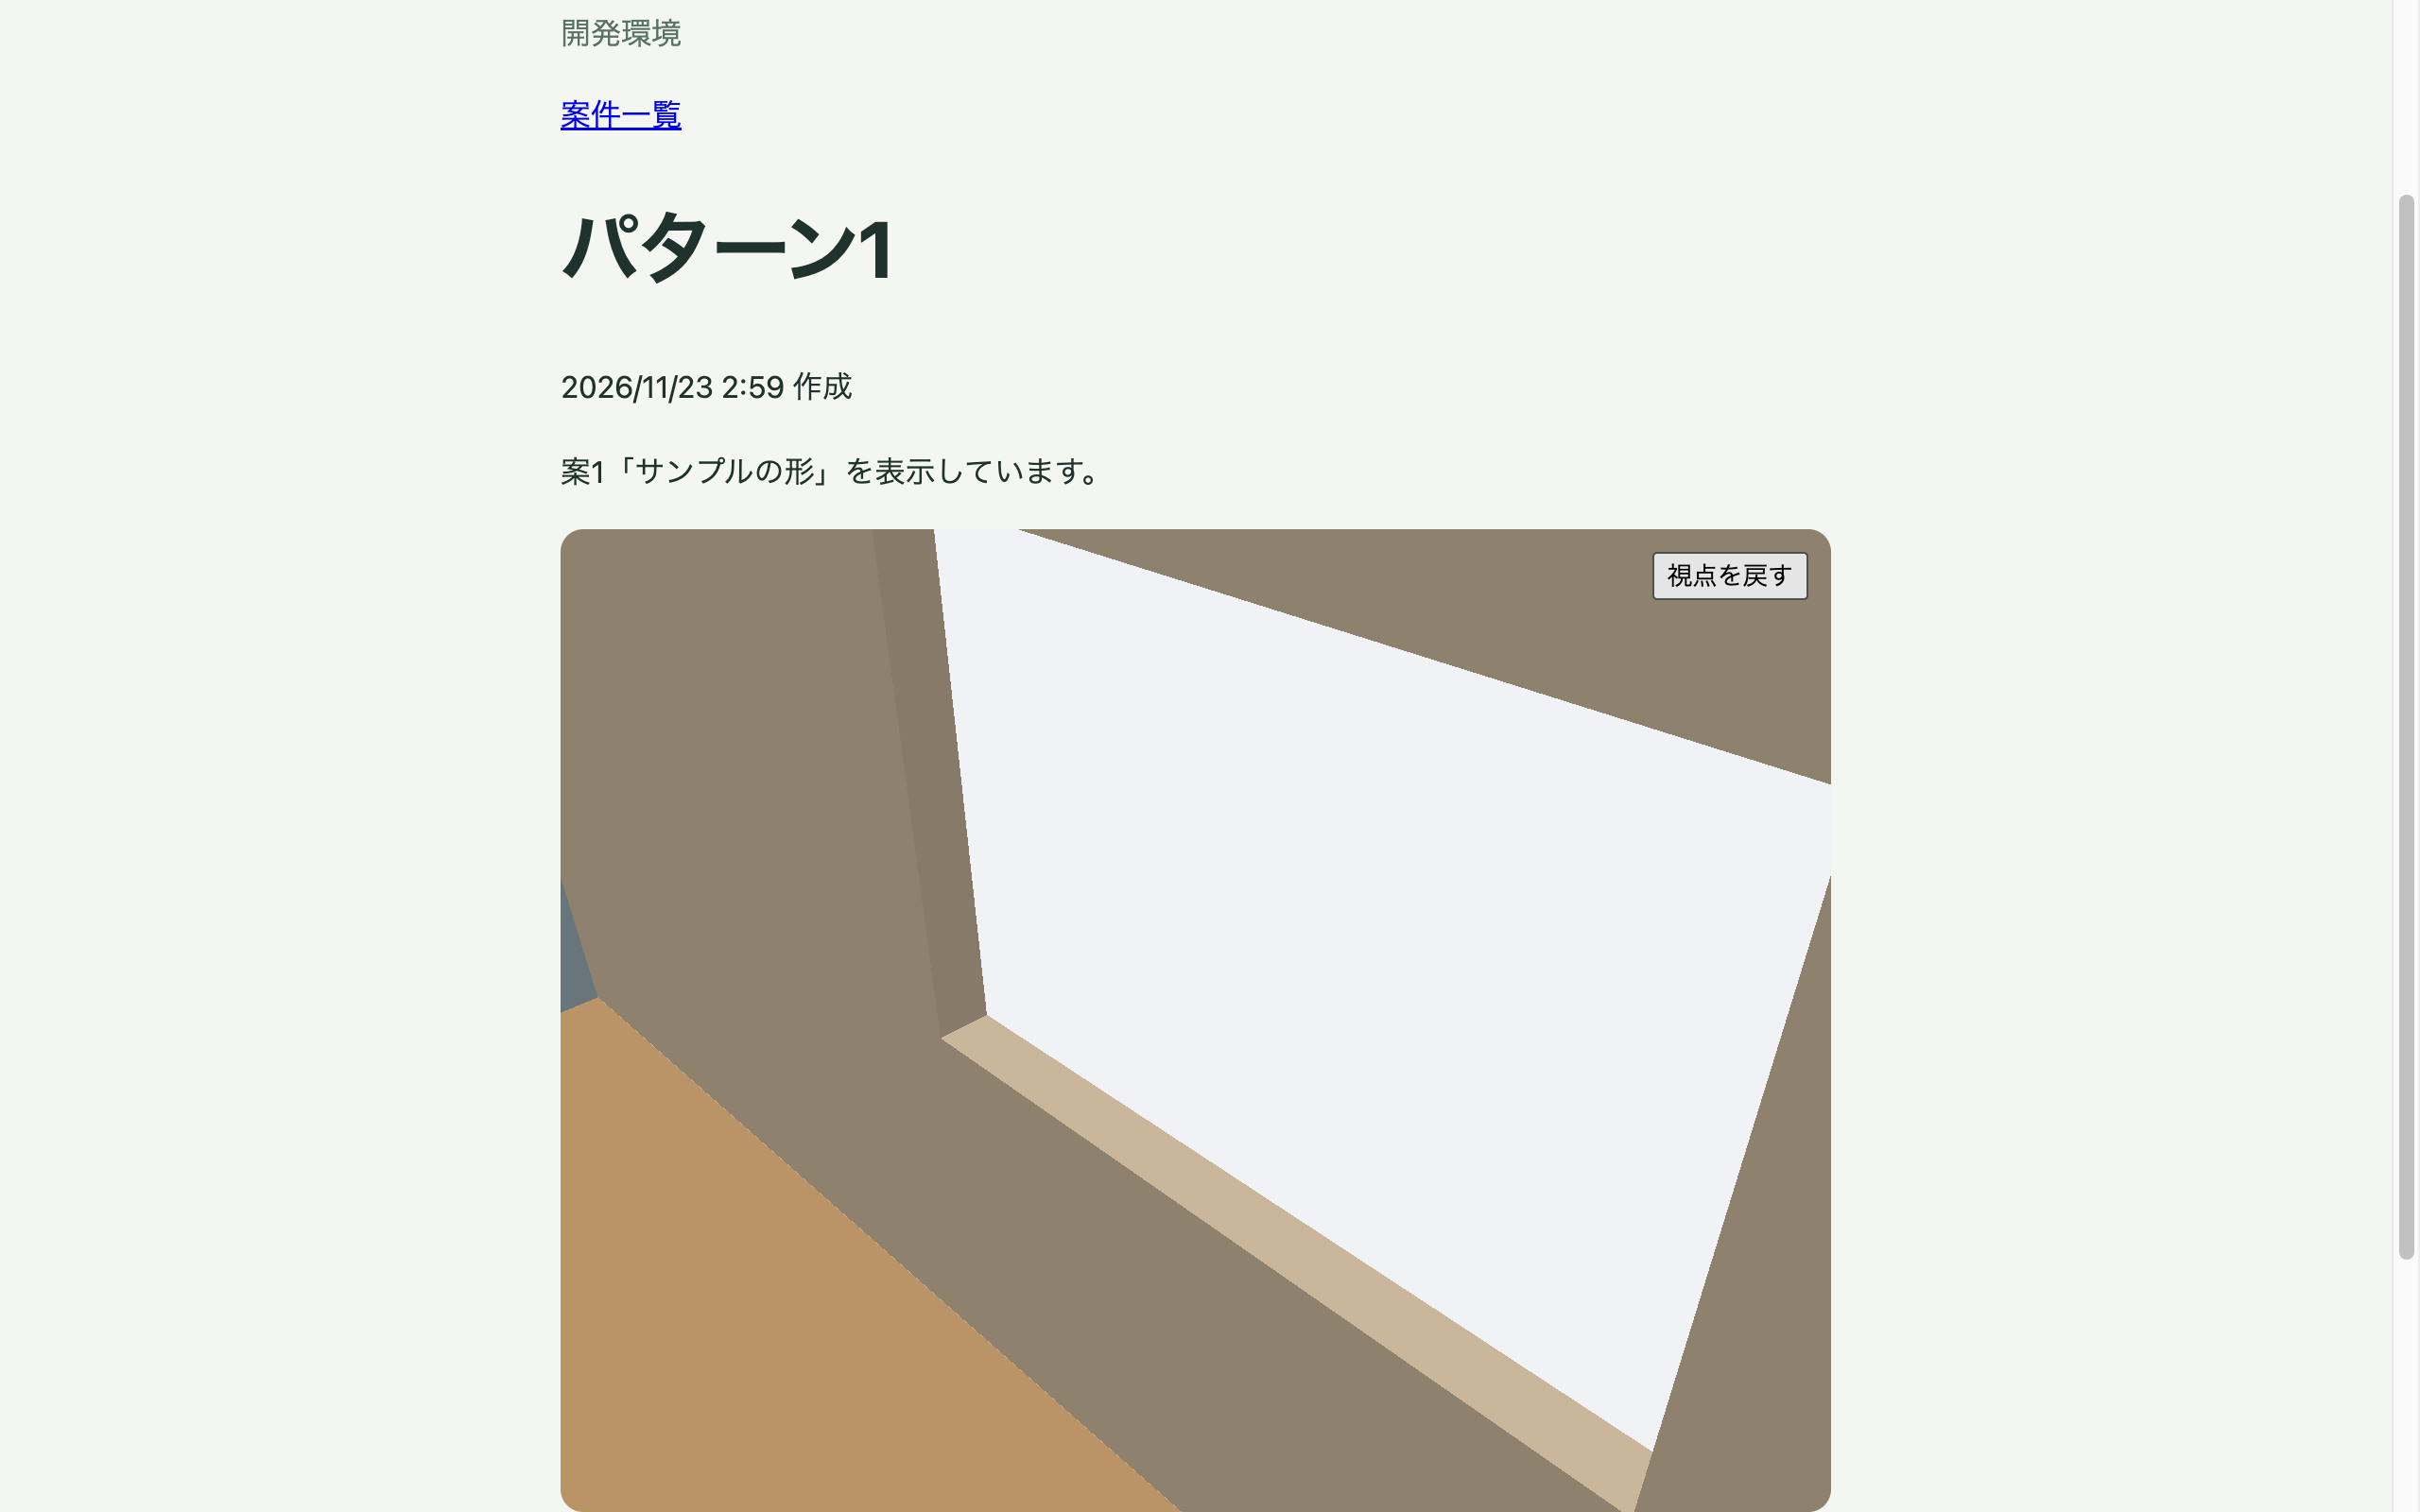 開発環境
案件一覧
パターン1
2026/11/23 2:59 作成
案1「サンプルの形」を表示しています。
視点を戻す